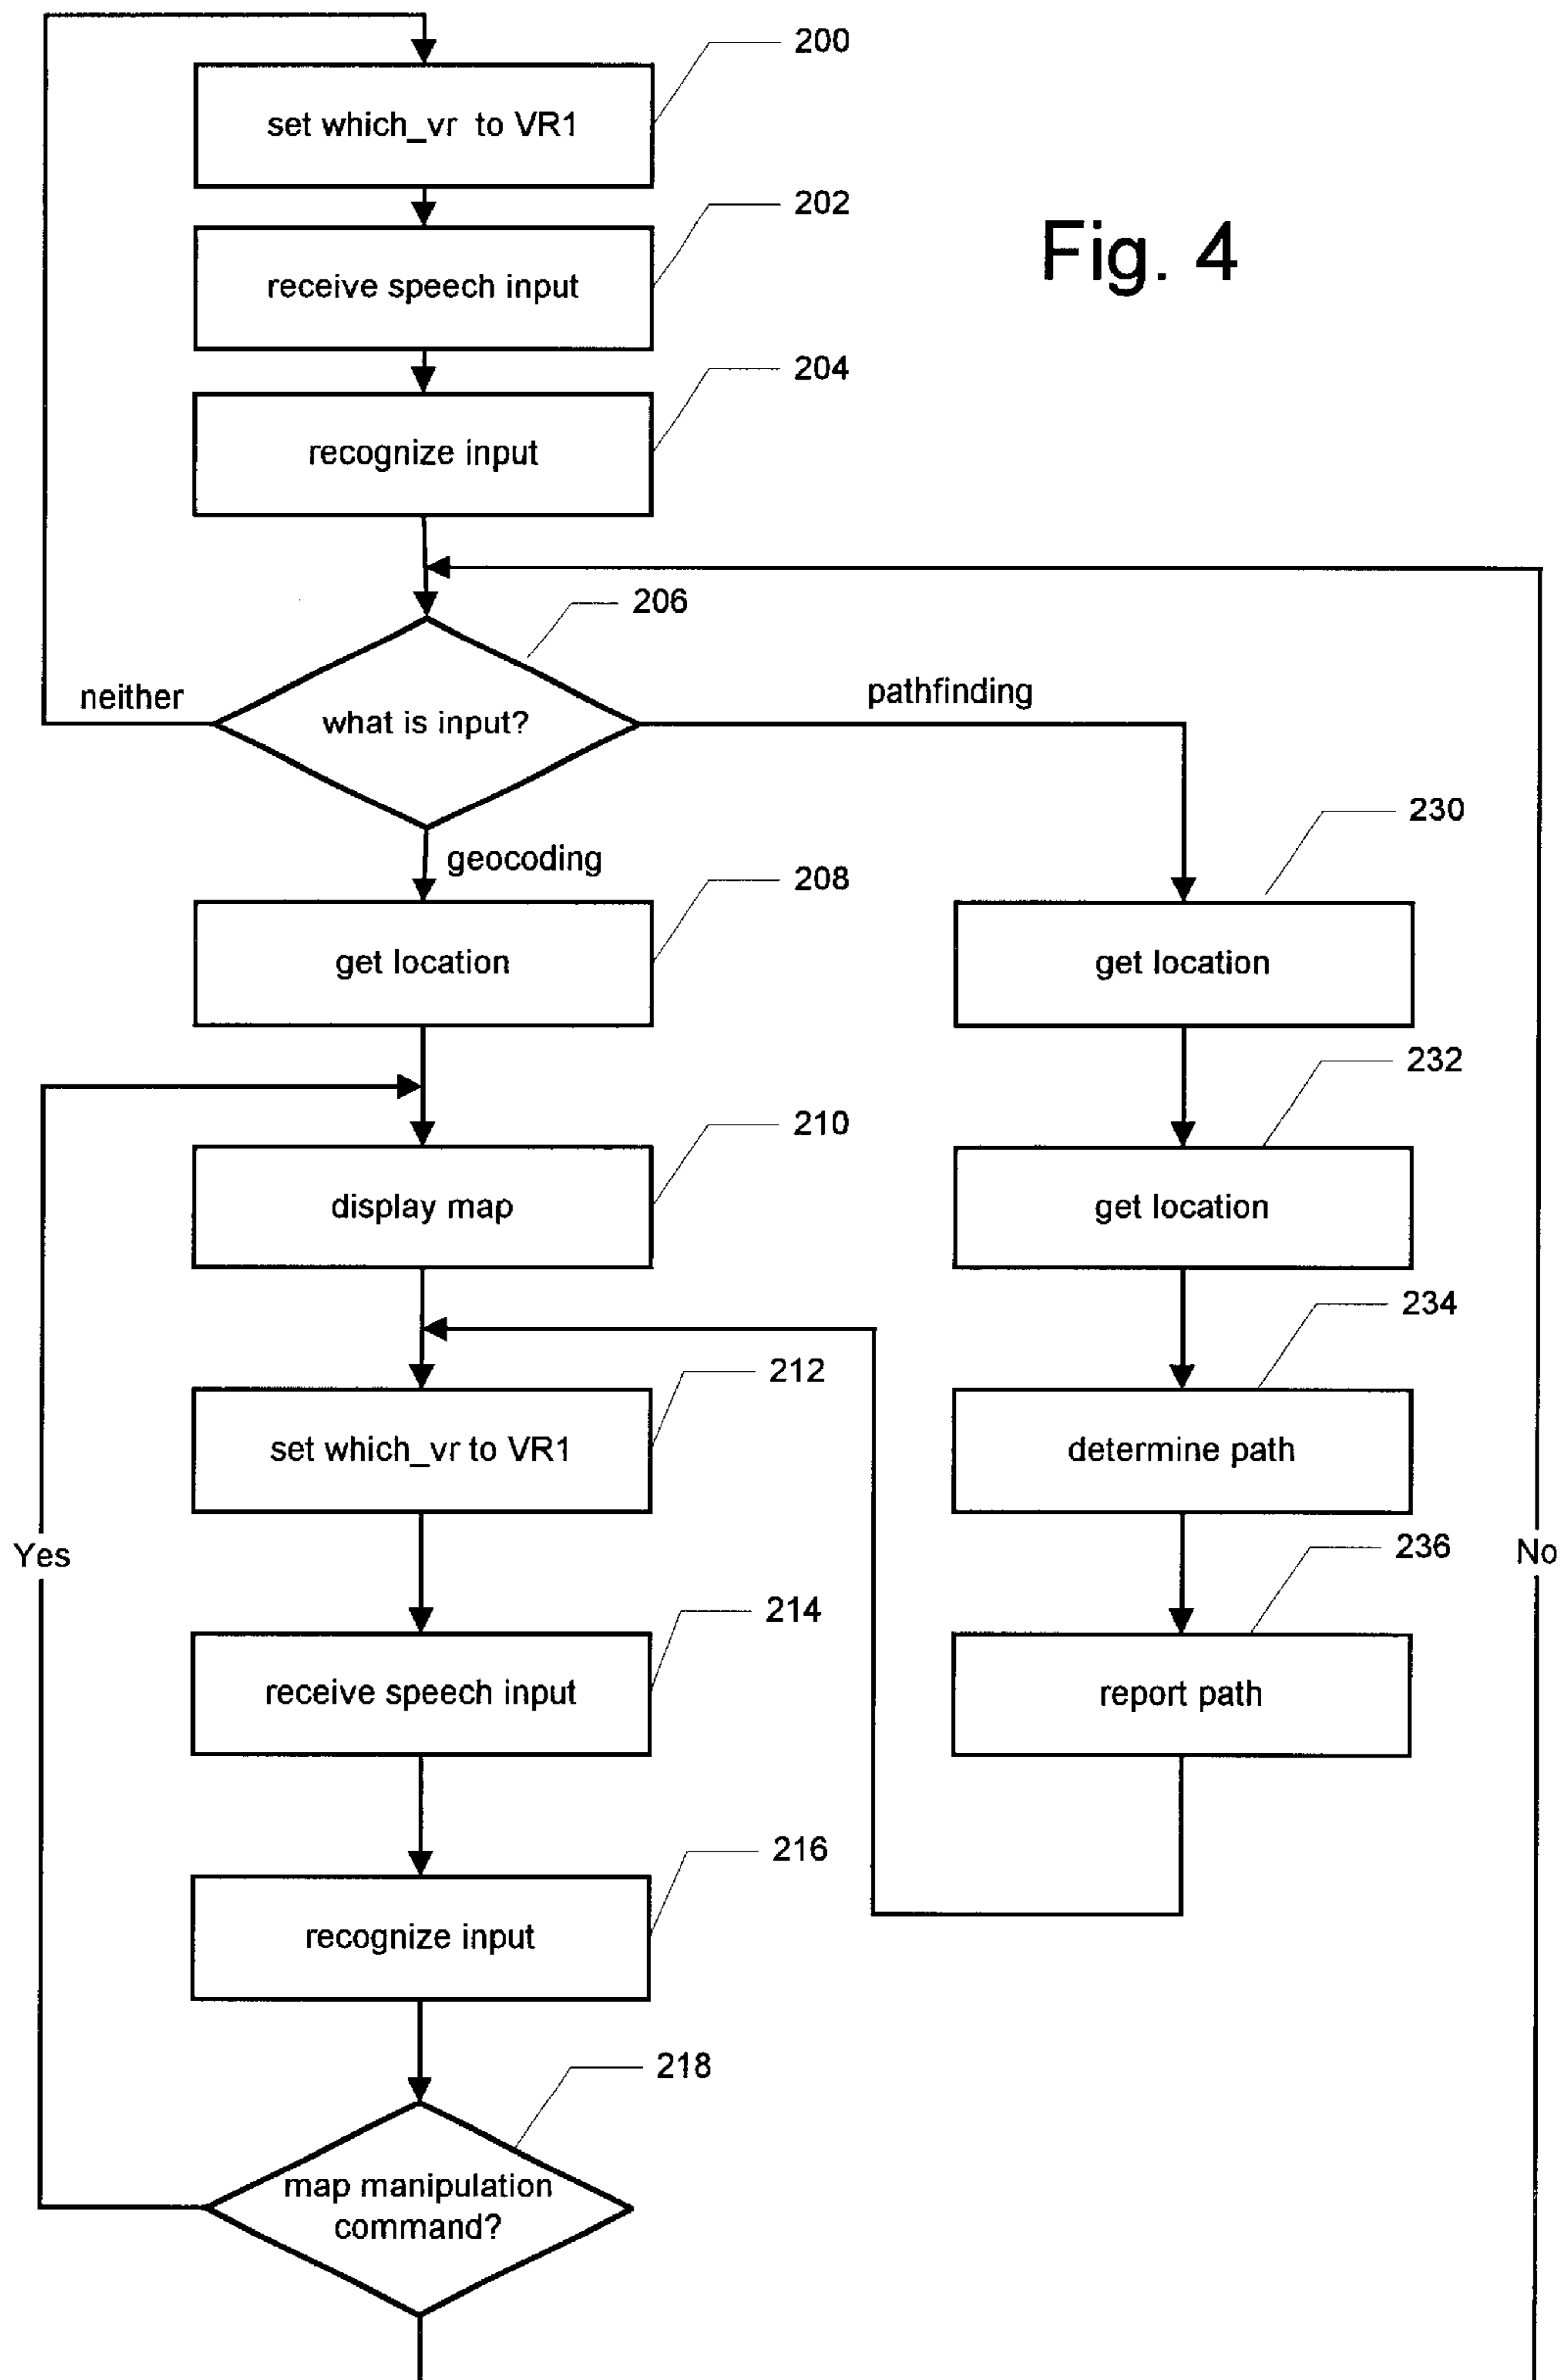 200
set which_vr to VR1
202
receive speech input
Fig. 4
204
recognize input
206
neither
what is input?
pathfinding
geocoding
208
get location
230
get location
232
210
display map
get location
234
212
set which_vr to VR1
determine path
Yes
236
No
214
receive speech input
report path
216
recognize input
218
map manipulation
command?